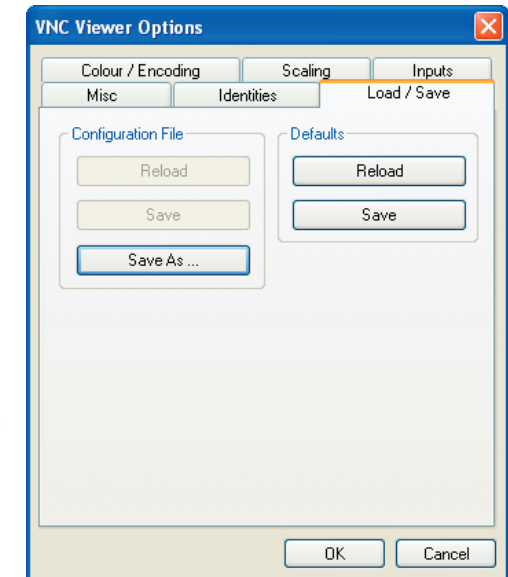 VNC Viewer Options
Colour / Encoding Scaling Inputs
Misc Identities Load / Save
Configuration File Defaults
Reload Reload
Save Save
Save As ...
OK Cancel